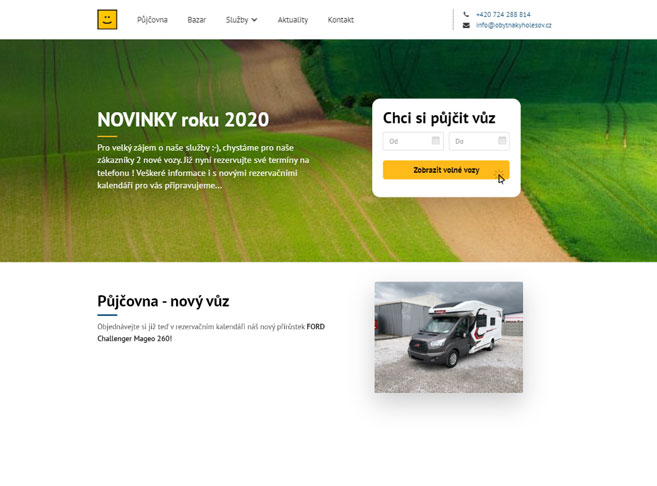 Půjčovna Bazar Služby Aktuality Kontakt
+420 724 288 814
info@obytnakyholesov.cz
NOVINKY roku 2020
Pro velký zájem o naše služby :-), chystáme pro naše
zákazníky 2 nové vozy. Již nyní rezervujte své termíny na
telefonu ! Veškeré informace i s novými rezervačními
kalendáři pro vás připravujeme...
Chci si půjčit vůz
Od Do
Zobrazit volné vozy
Půjčovna - nový vůz
Objednávejte si již teď v rezervačním kalendáři náš nový přírůstek FORD
Challenger Mageo 260!